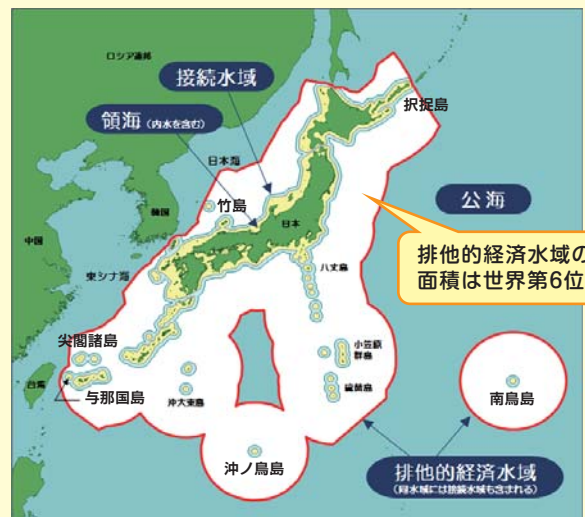 ロシア連邦
接続水域
択捉島
領海（内水を含む）
日本海
竹島
公海
韓国
日本
中国
排他的経済水域の
面積は世界第6位
八丈島
東シナ海
尖閣諸島
小笠原
群島
台湾
与那国島
沖大東島
硫黄島
南鳥島
沖ノ鳥島
排他的経済水域
（同水域には接続水域も含まれる）